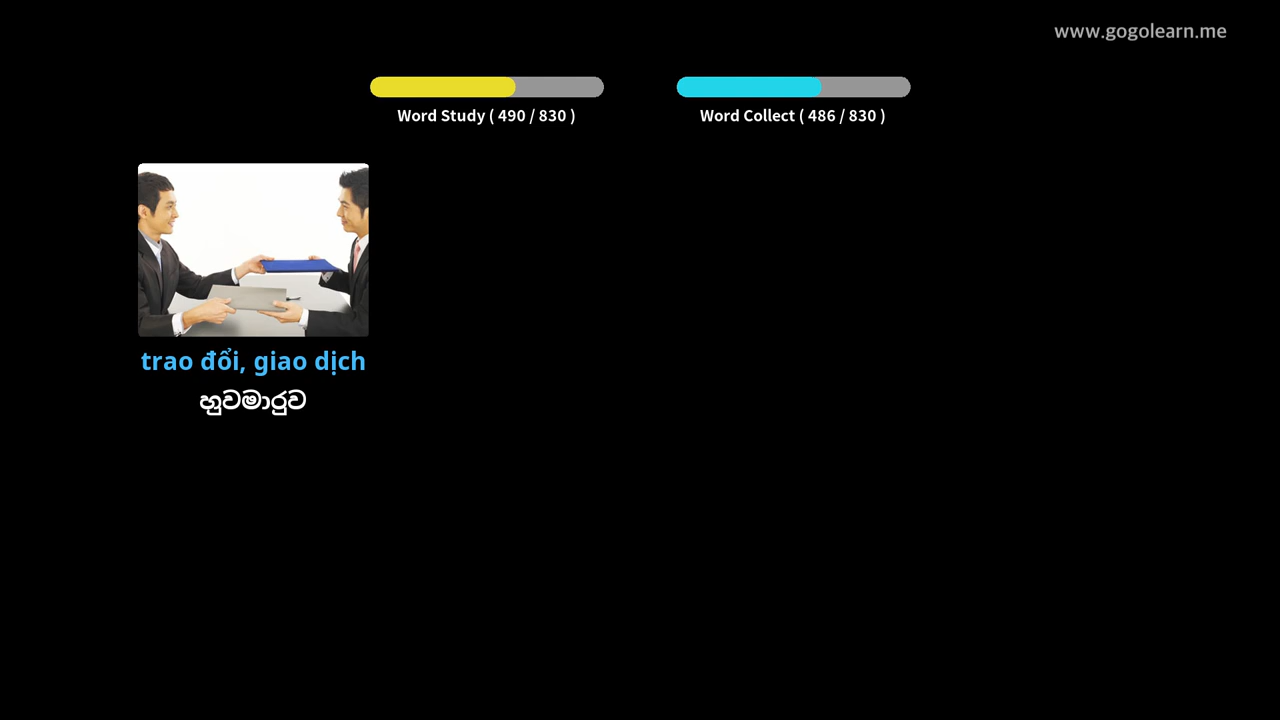 www.gogolearn.me
Word Study ( 490 / 830 )
Word Collect ( 486 / 830 )
trao đổi, giao dịch
හුවමාරුව